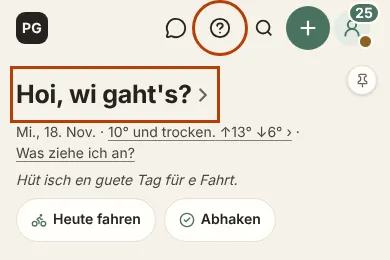 PG
25
Hoi, wi gaht's?
Mi., 18. Nov. · 10° und trocken. ↑13° ↓6° › ·
Was ziehe ich an?
Hüt isch en guete Tag für e Fahrt.
Heute fahren Abhaken